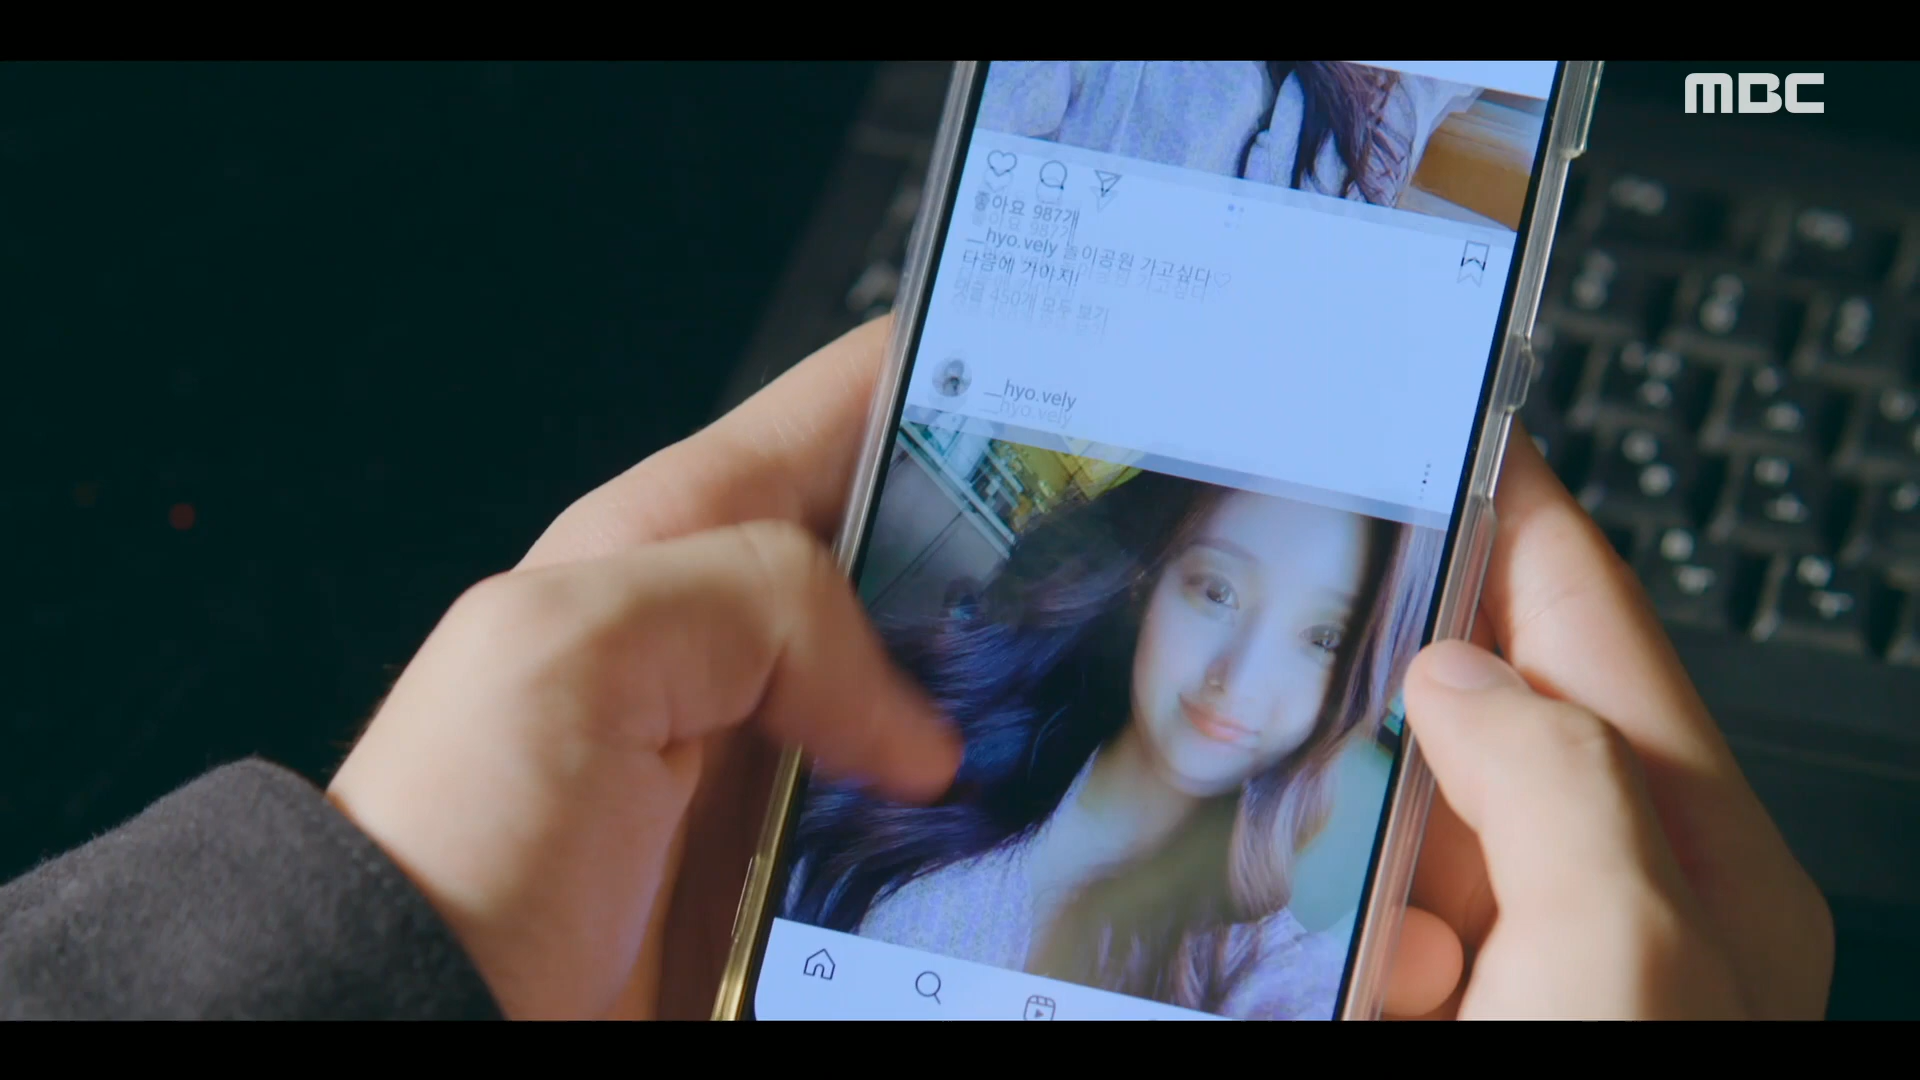 MBC
좋아요 987개
__hyo.vely 놀이공원 가고싶다♡
다음에 가야지!
댓글 450개 모두 보기
__hyo.vely